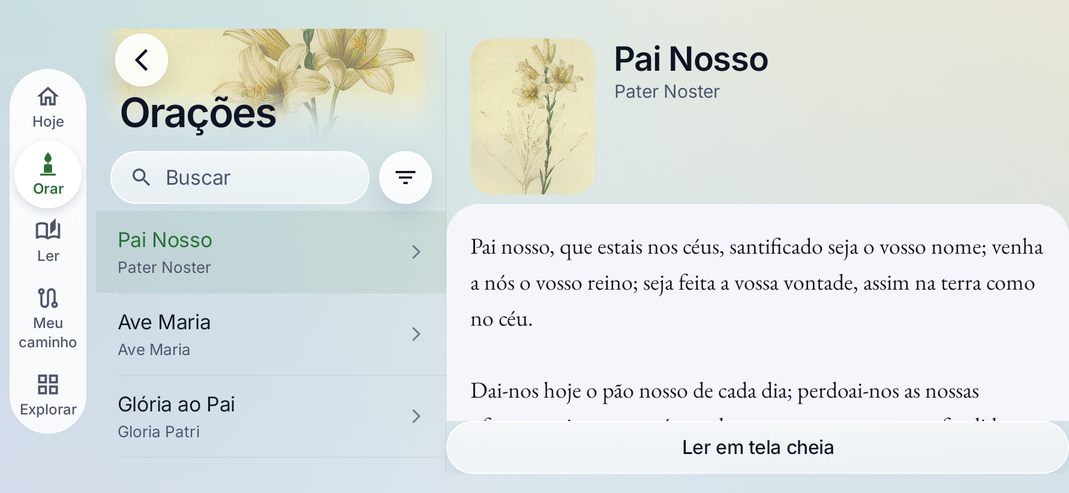 Hoje
Orar
Ler
Meu
caminho
Explorar
Orações
Buscar
Pai Nosso
Pater Noster
Ave Maria
Ave Maria
Glória ao Pai
Gloria Patri
Pai Nosso
Pater Noster
Pai nosso, que estais nos céus, santificado seja o vosso nome; venha
a nós o vosso reino; seja feita a vossa vontade, assim na terra como
no céu.
Dai-nos hoje o pão nosso de cada dia; perdoai-nos as nossas
Ler em tela cheia